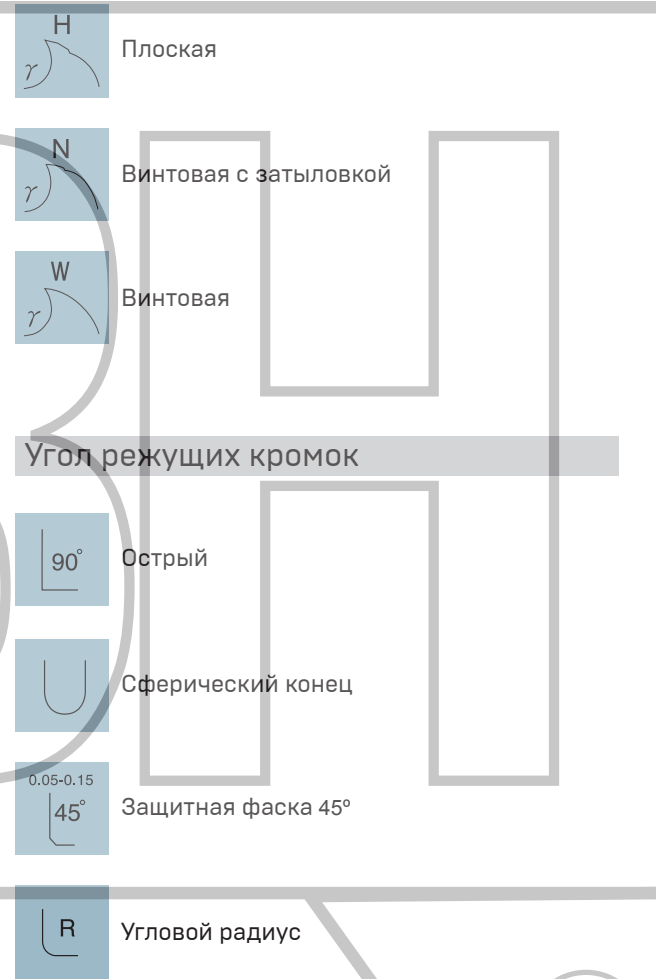 H
γ
Плоская
N
γ
Винтовая с затыловкой
W
γ
Винтовая
Угол режущих кромок
90°
Острый
Сферический конец
0.05-0.15
45°
Защитная фаска 45º
R
Угловой радиус